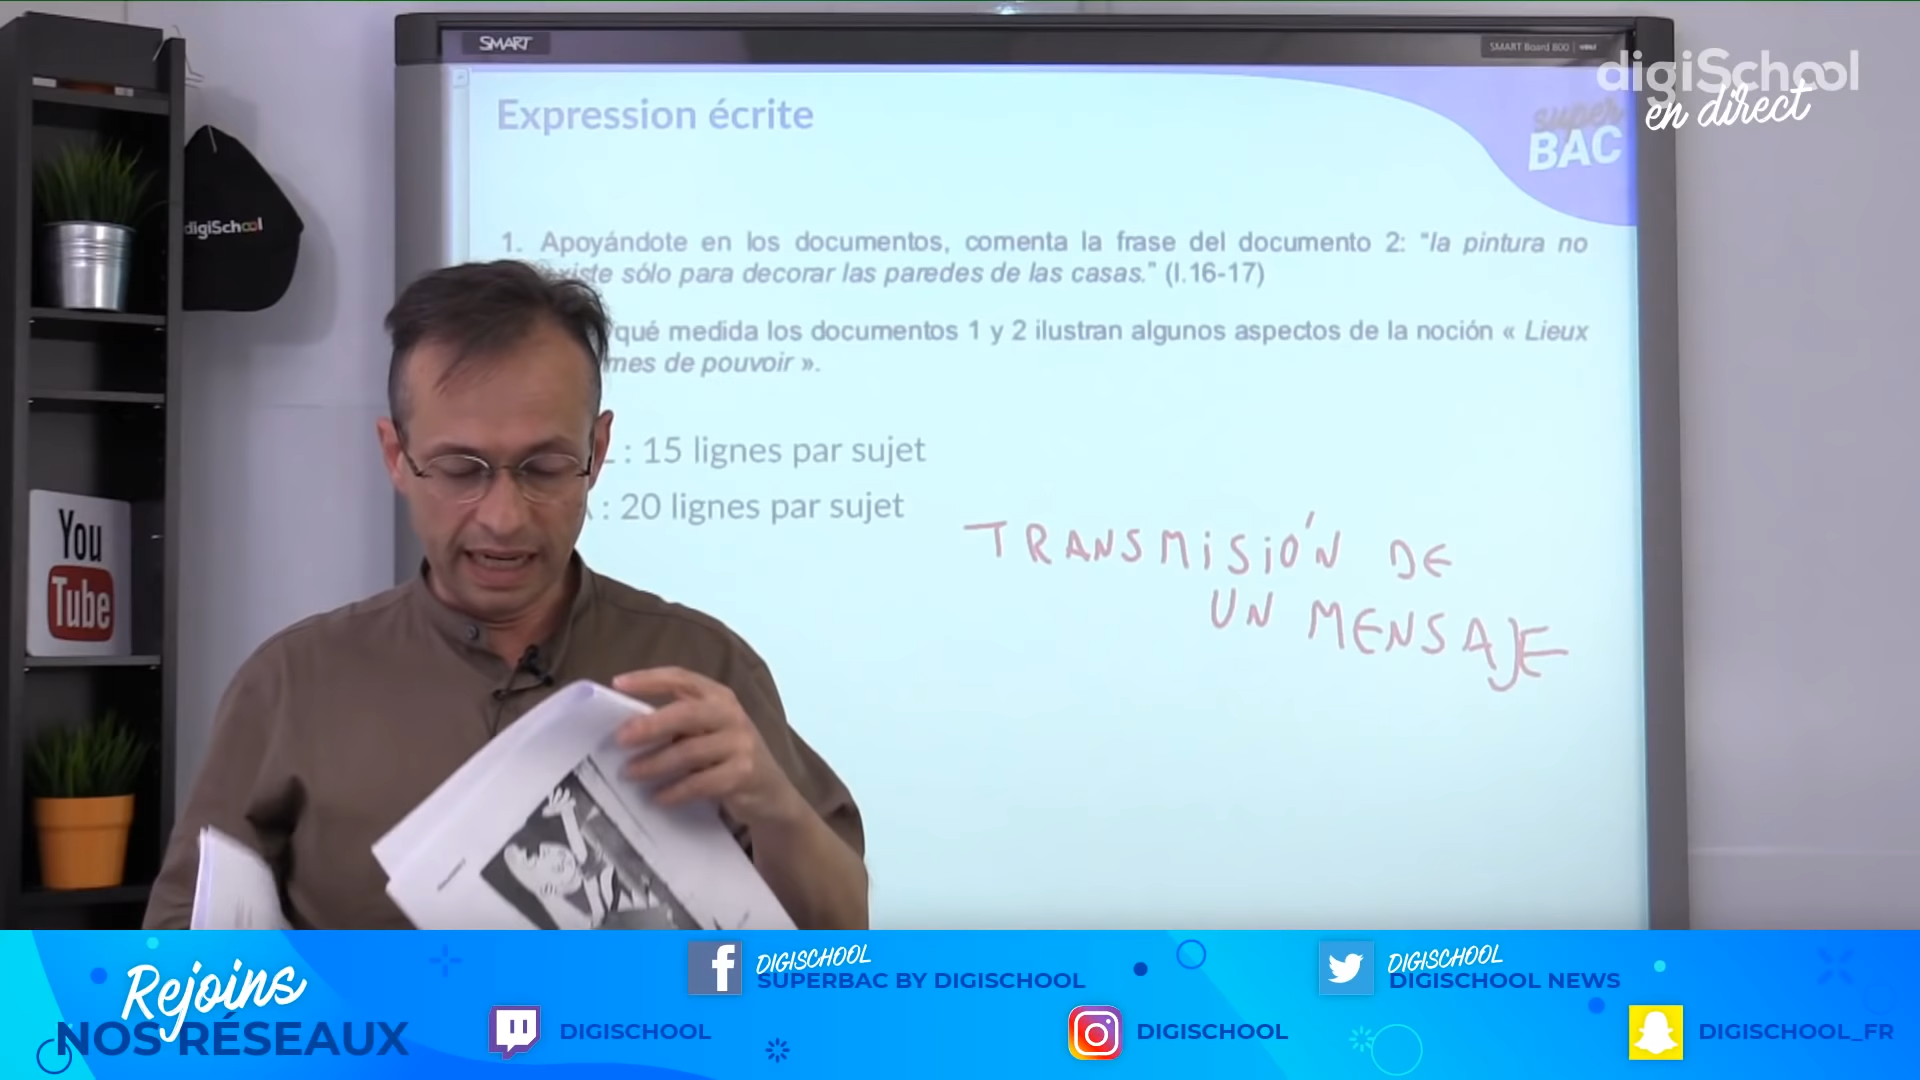 SMART
SMART Board 800
digiSchool
en direct
super
BAC
Expression écrite
digiSchool
1. Apoyándote en los documentos, comenta la frase del documento 2: "la pintura no
existe sólo para decorar las paredes de las casas." (l.16-17)
qué medida los documentos 1 y 2 ilustran algunos aspectos de la noción « Lieux
mes de pouvoir ».
: 15 lignes par sujet
: 20 lignes par sujet
TRANSMISIÓN DE
UN MENSAJE
You
Tube
Rejoins
NOS RÉSEAUX
DIGISCHOOL
SUPERBAC BY DIGISCHOOL
DIGISCHOOL
DIGISCHOOL NEWS
DIGISCHOOL
DIGISCHOOL
DIGISCHOOL_FR